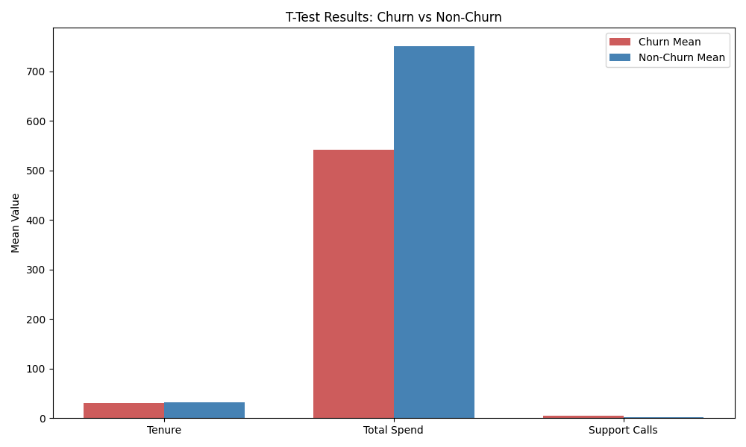 T-Test Results: Churn vs Non-Churn
Churn Mean
Non-Churn Mean
Mean Value
700
600
500
400
300
200
100
0
Tenure
Total Spend
Support Calls